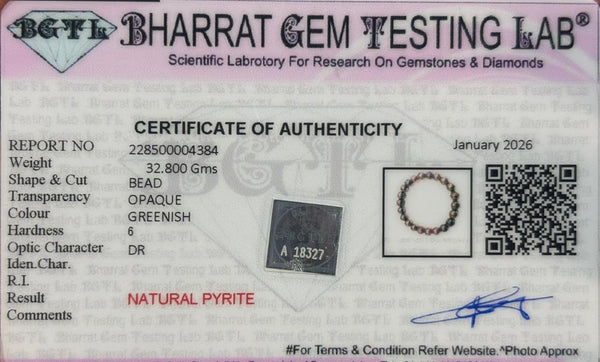 BGTL BHARRAT GEM TESTING LAB®
Scientific Labrotory For Research On Gemstones & Diamonds
CERTIFICATE OF AUTHENTICITY
REPORT NO 228500004384 January 2026
Weight 32.800 Gms
Shape & Cut BEAD
Transparency OPAQUE
Colour GREENISH
Hardness 6
Optic Character DR
Iden.Char.
R.I.
Result NATURAL PYRITE
Comments
A 18327
#For Terms & Condition Refer Website.^Photo Approx